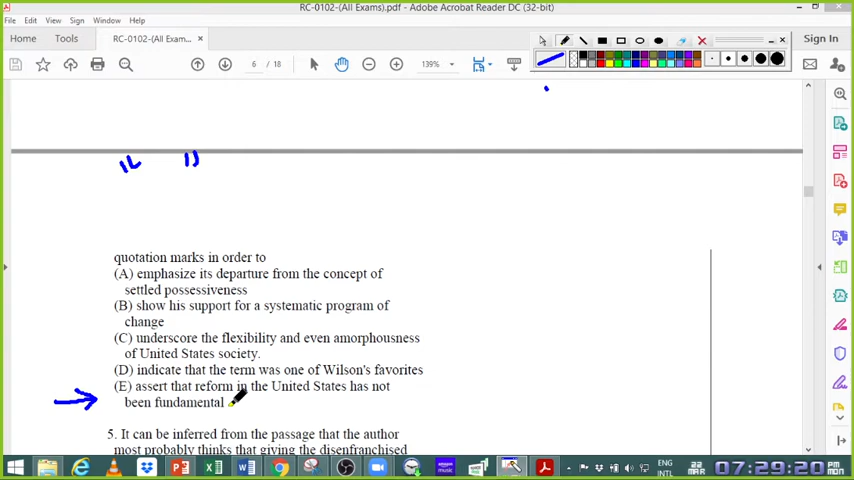 RC-0102-(All Exams).pdf - Adobe Acrobat Reader DC (32-bit)
File Edit View Sign Window Help
Home Tools RC-0102-(All Exam... × Sign In
6 / 18 139%
quotation marks in order to
(A) emphasize its departure from the concept of
settled possessiveness
(B) show his support for a systematic program of
change
(C) underscore the flexibility and even amorphousness
of United States society.
(D) indicate that the term was one of Wilson's favorites
(E) assert that reform in the United States has not
been fundamental
5. It can be inferred from the passage that the author
most probably thinks that giving the disenfranchised
ENG
INTL
22
MAR
07:29:20 PM